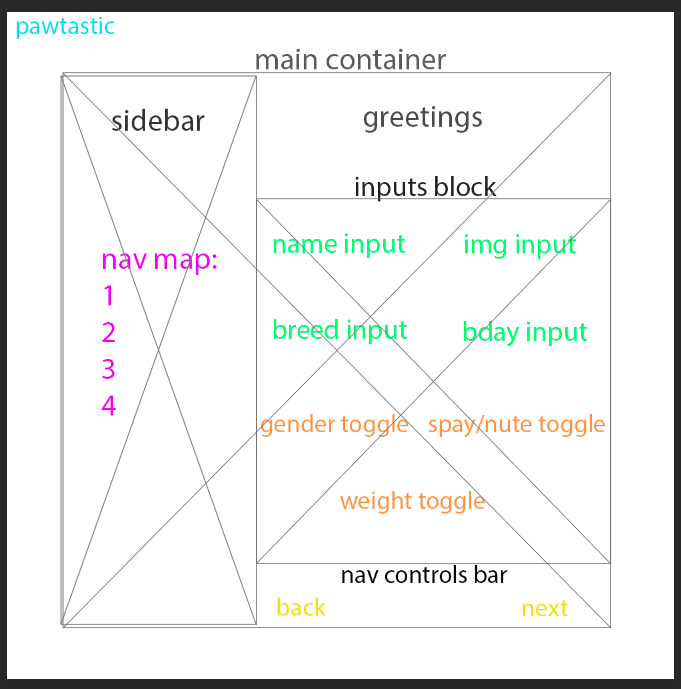 pawtastic
main container
sidebar
greetings
inputs block
nav map:
1
2
3
4
name input
img input
breed input
bday input
gender toggle
spay/nute toggle
weight toggle
nav controls bar
back
next